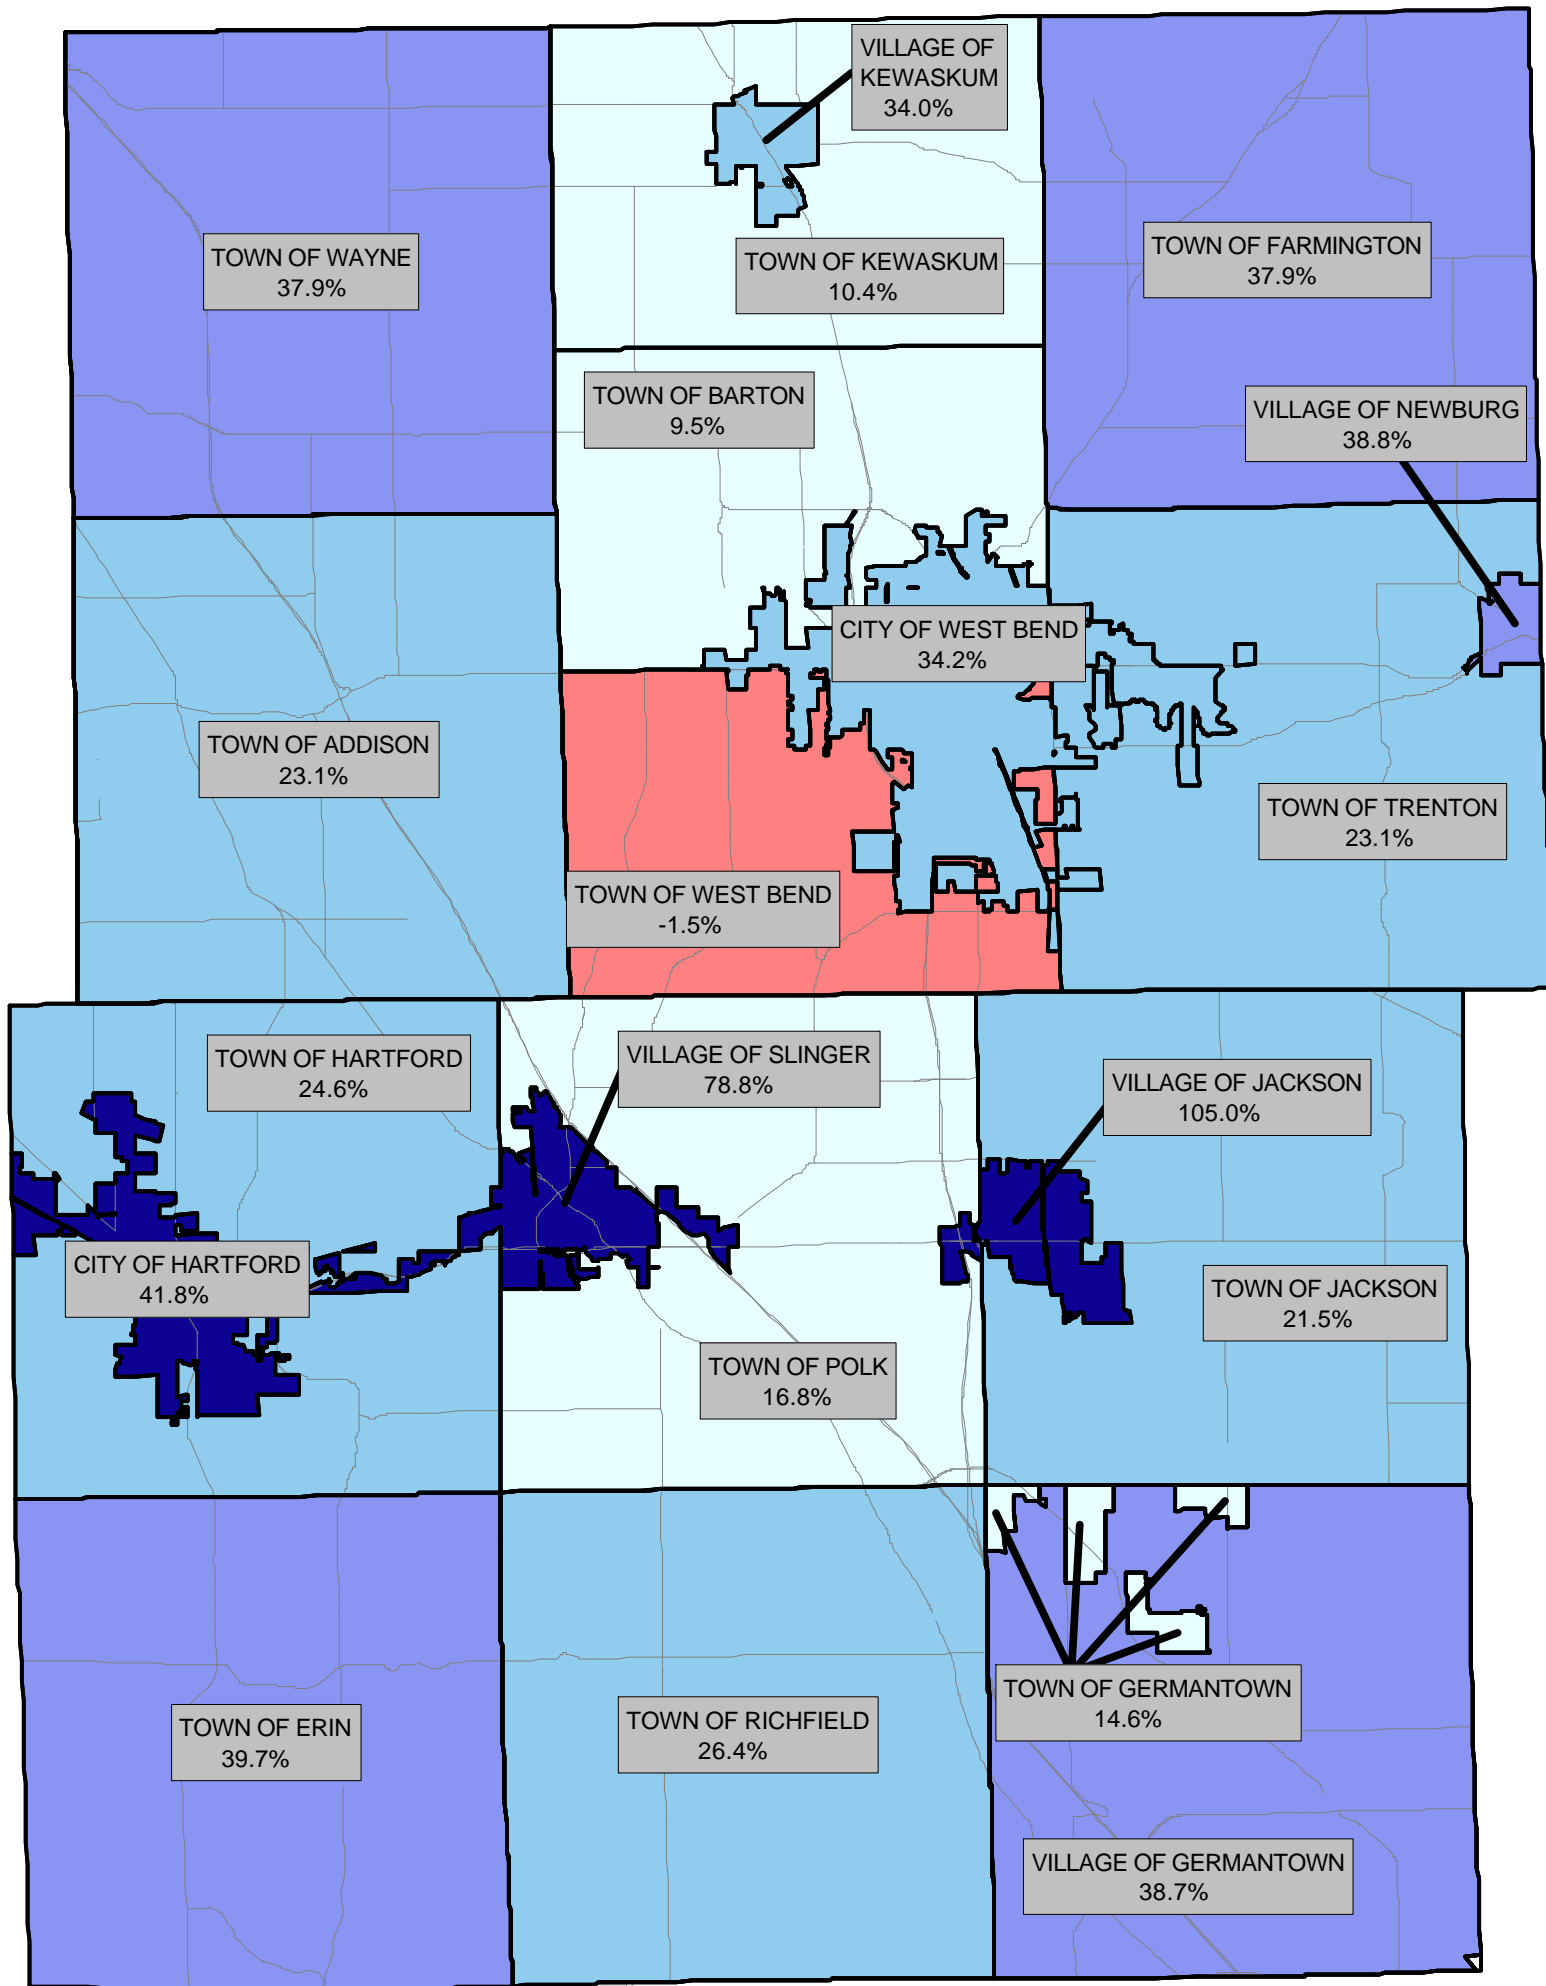 VILLAGE OF
KEWASKUM
34.0%
TOWN OF WAYNE
37.9%
TOWN OF KEWASKUM
10.4%
TOWN OF FARMINGTON
37.9%
TOWN OF BARTON
9.5%
VILLAGE OF NEWBURG
38.8%
CITY OF WEST BEND
34.2%
TOWN OF ADDISON
23.1%
TOWN OF TRENTON
23.1%
TOWN OF WEST BEND
-1.5%
TOWN OF HARTFORD
24.6%
VILLAGE OF SLINGER
78.8%
VILLAGE OF JACKSON
105.0%
CITY OF HARTFORD
41.8%
TOWN OF JACKSON
21.5%
TOWN OF POLK
16.8%
TOWN OF GERMANTOWN
14.6%
TOWN OF ERIN
39.7%
TOWN OF RICHFIELD
26.4%
VILLAGE OF GERMANTOWN
38.7%